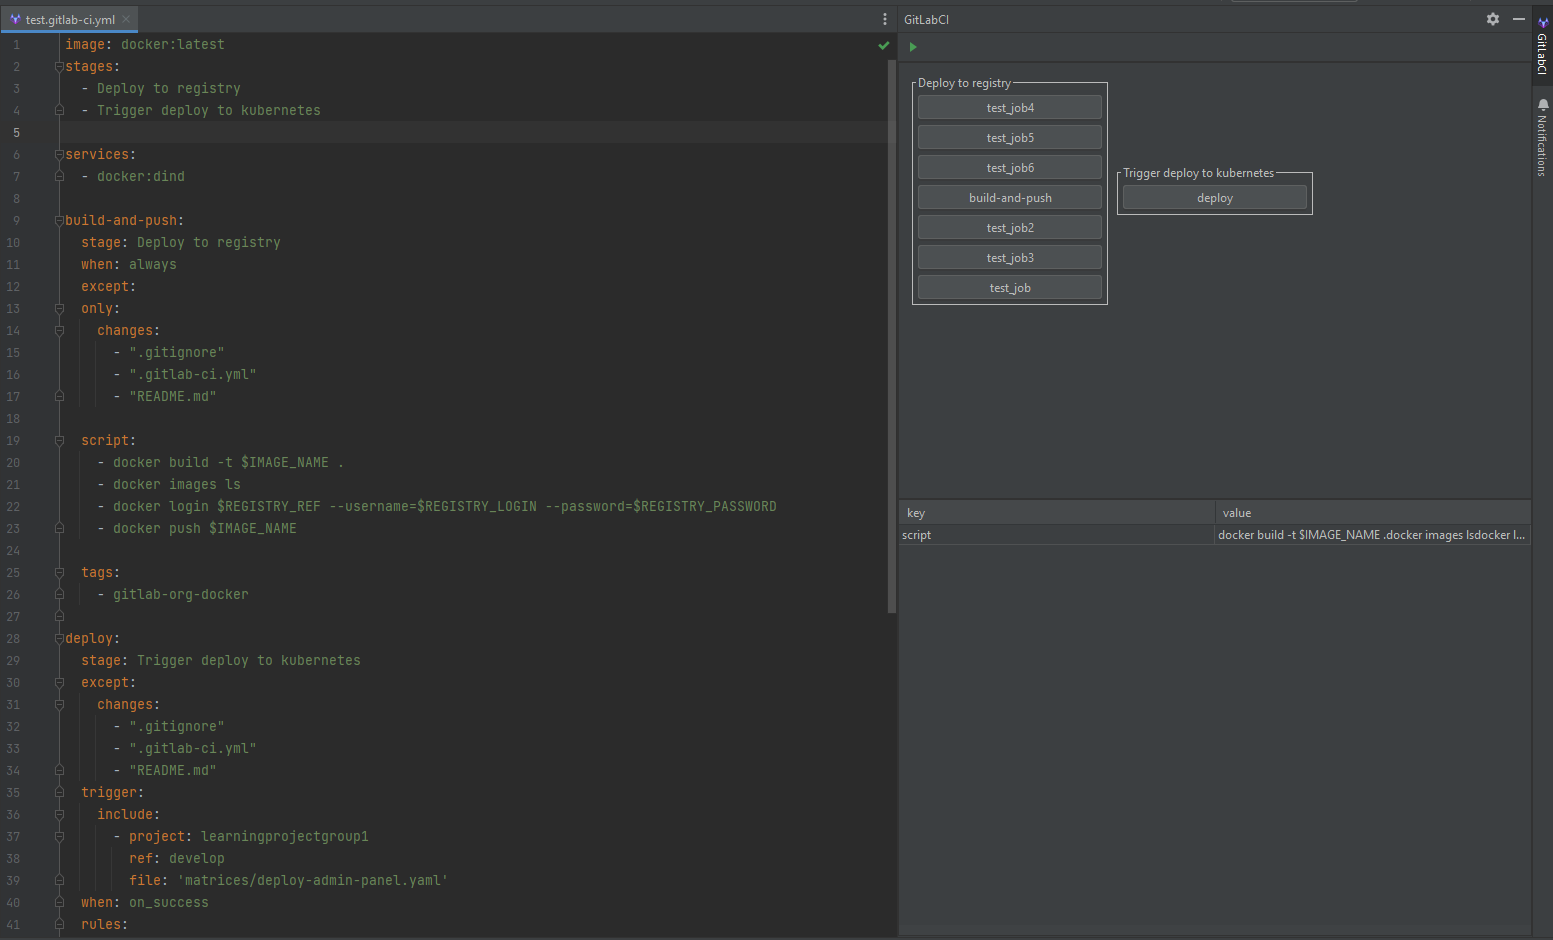 test.gitlab-ci.yml
1 image: docker:latest
2 stages:
3 - Deploy to registry
4 - Trigger deploy to kubernetes
5
6 services:
7 - docker:dind
8
9 build-and-push:
10 stage: Deploy to registry
11 when: always
12 except:
13 only:
14 changes:
15 - ".gitignore"
16 - ".gitlab-ci.yml"
17 - "README.md"
18
19 script:
20 - docker build -t $IMAGE_NAME .
21 - docker images ls
22 - docker login $REGISTRY_REF --username=$REGISTRY_LOGIN --password=$REGISTRY_PASSWORD
23 - docker push $IMAGE_NAME
24
25 tags:
26 - gitlab-org-docker
27
28 deploy:
29 stage: Trigger deploy to kubernetes
30 except:
31 changes:
32 - ".gitignore"
33 - ".gitlab-ci.yml"
34 - "README.md"
35 trigger:
36 include:
37 - project: learningprojectgroup1
38 ref: develop
39 file: 'matrices/deploy-admin-panel.yaml'
40 when: on_success
41 rules:
GitLabCI
Deploy to registry
test_job4
test_job5
test_job6
build-and-push
test_job2
test_job3
test_job
Trigger deploy to kubernetes
deploy
key value
script docker build -t $IMAGE_NAME .docker images lsdocker l...
GitLabCI
Notifications